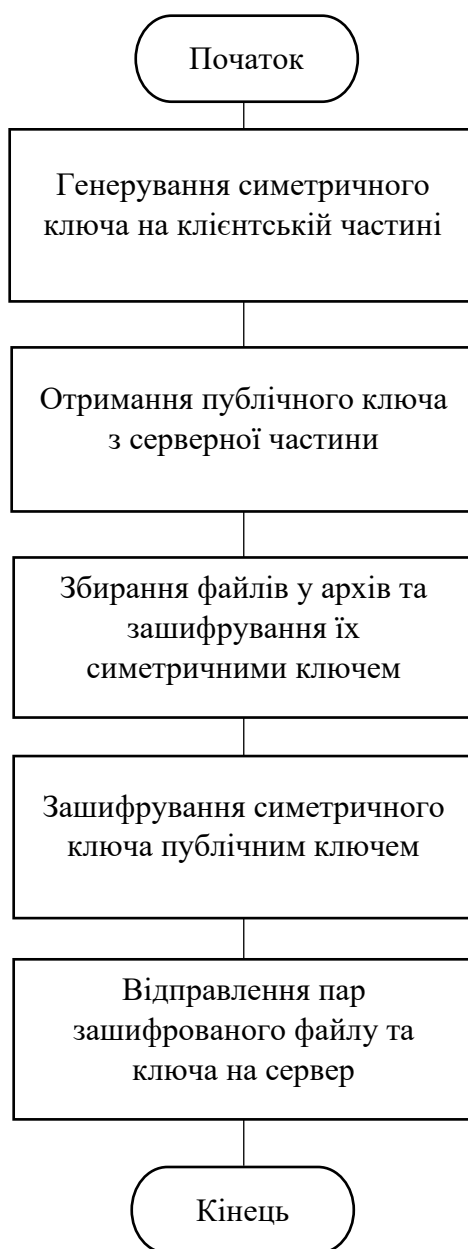 Початок
Генерування симетричного
ключа на клієнтській частині
Отримання публічного ключа
з серверної частини
Збирання файлів у архів та
зашифрування їх
симетричними ключем
Зашифрування симетричного
ключа публічним ключем
Відправлення пар
зашифрованого файлу та
ключа на сервер
Кінець